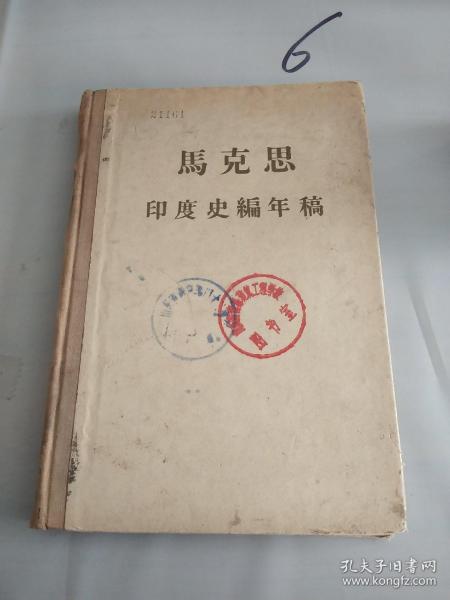 6
21161
馬克思
印度史編年稿
图书室
孔夫子旧书网
www.kongfz.com